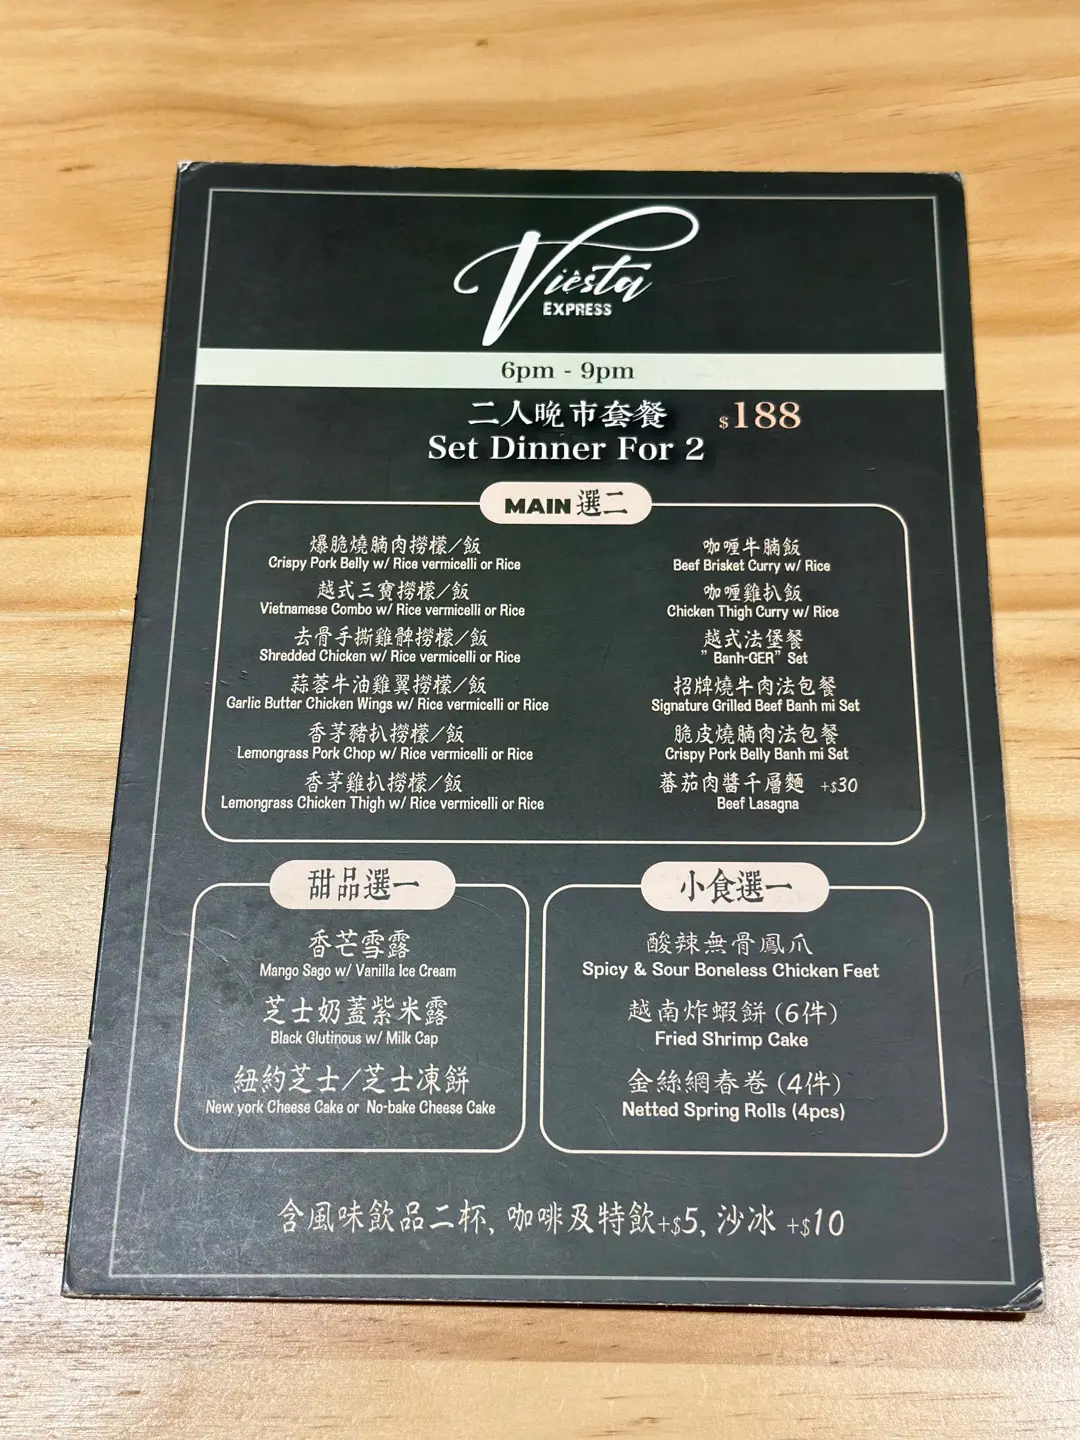 Viêsta
EXPRESS
6pm - 9pm
二人晚市套餐 $188
Set Dinner For 2
MAIN 選二
爆脆燒腩肉撈檬／飯
Crispy Pork Belly w/ Rice vermicelli or Rice
越式三寶撈檬／飯
Vietnamese Combo w/ Rice vermicelli or Rice
去骨手撕雞髀撈檬／飯
Shredded Chicken w/ Rice vermicelli or Rice
蒜蓉牛油雞翼撈檬／飯
Garlic Butter Chicken Wings w/ Rice vermicelli or Rice
香茅豬扒撈檬／飯
Lemongrass Pork Chop w/ Rice vermicelli or Rice
香茅雞扒撈檬／飯
Lemongrass Chicken Thigh w/ Rice vermicelli or Rice
咖喱牛腩飯
Beef Brisket Curry w/ Rice
咖喱雞扒飯
Chicken Thigh Curry w/ Rice
越式法堡餐
”Banh-GER” Set
招牌燒牛肉法包餐
Signature Grilled Beef Banh mi Set
脆皮燒腩肉法包餐
Crispy Pork Belly Banh mi Set
蕃茄肉醬千層麵 +$30
Beef Lasagna
甜品選一
香芒雪露
Mango Sago w/ Vanilla Ice Cream
芝士奶蓋紫米露
Black Glutinous w/ Milk Cap
紐約芝士／芝士凍餅
New york Cheese Cake or No-bake Cheese Cake
小食選一
酸辣無骨鳳爪
Spicy & Sour Boneless Chicken Feet
越南炸蝦餅 (6件)
Fried Shrimp Cake
金絲網春卷 (4件)
Netted Spring Rolls (4pcs)
含風味飲品二杯, 咖啡及特飲+$5, 沙冰 +$10